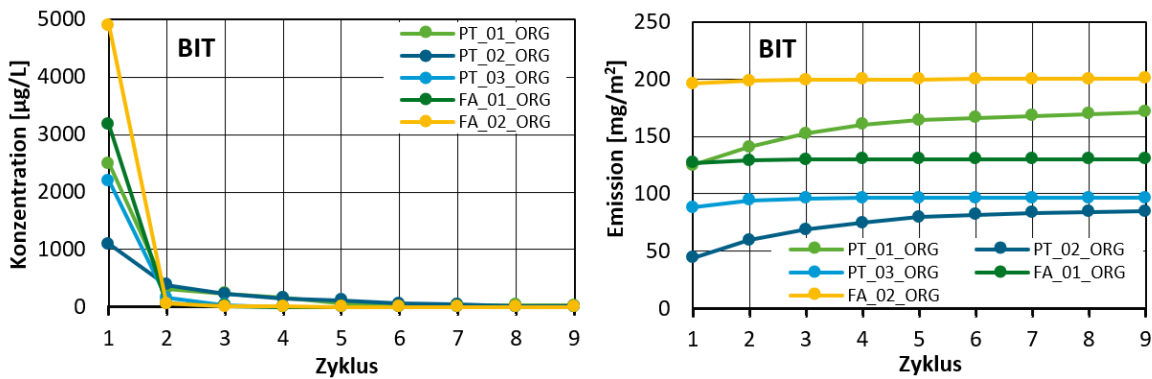 BIT
Konzentration [µg/L]
5000
4000
3000
2000
1000
0
PT_01_ORG
PT_02_ORG
PT_03_ORG
FA_01_ORG
FA_02_ORG
1 2 3 4 5 6 7 8 9
Zyklus
BIT
Emission [mg/m²]
250
200
150
100
50
0
PT_01_ORG PT_02_ORG
PT_03_ORG FA_01_ORG
FA_02_ORG
1 2 3 4 5 6 7 8 9
Zyklus